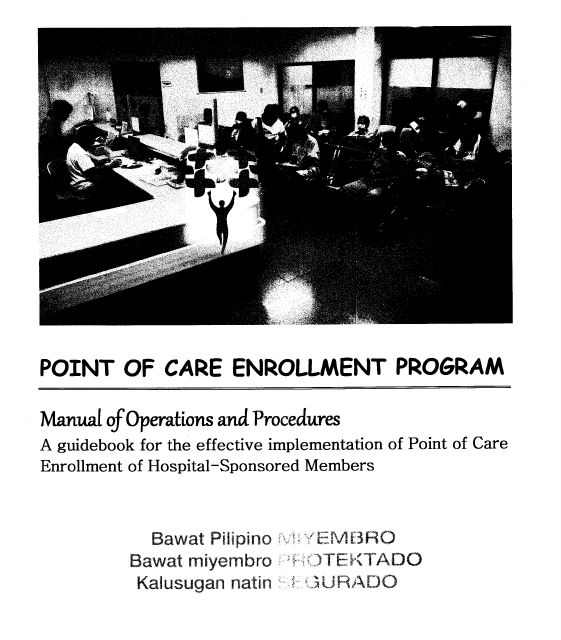 POINT OF CARE ENROLLMENT PROGRAM
Manual of Operations and Procedures
A guidebook for the effective implementation of Point of Care
Enrollment of Hospital-Sponsored Members
Bawat Pilipino MIYEMBRO
Bawat miyembro PROTEKTADO
Kalusugan natin SEGURADO